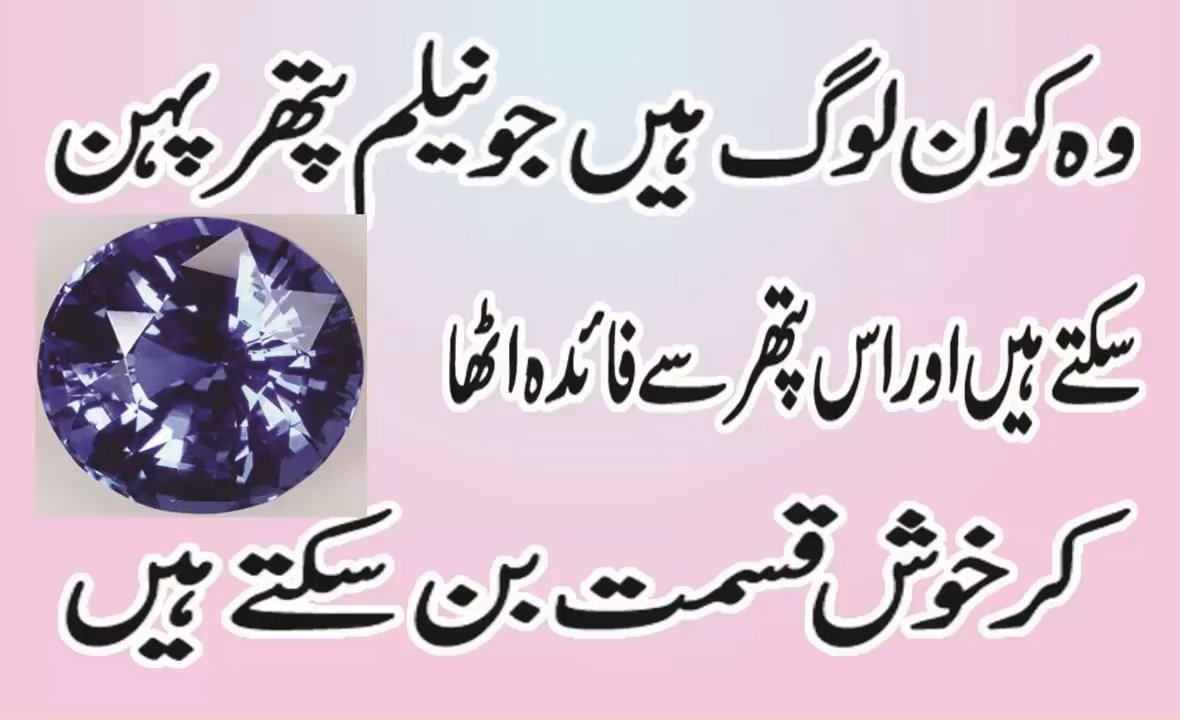 وہ کون لوگ ہیں جو نیلم پتھر پہن
سکتے ہیں اور اس پتھر سے فائدہ اٹھا
کر خوش قسمت بن سکتے ہیں